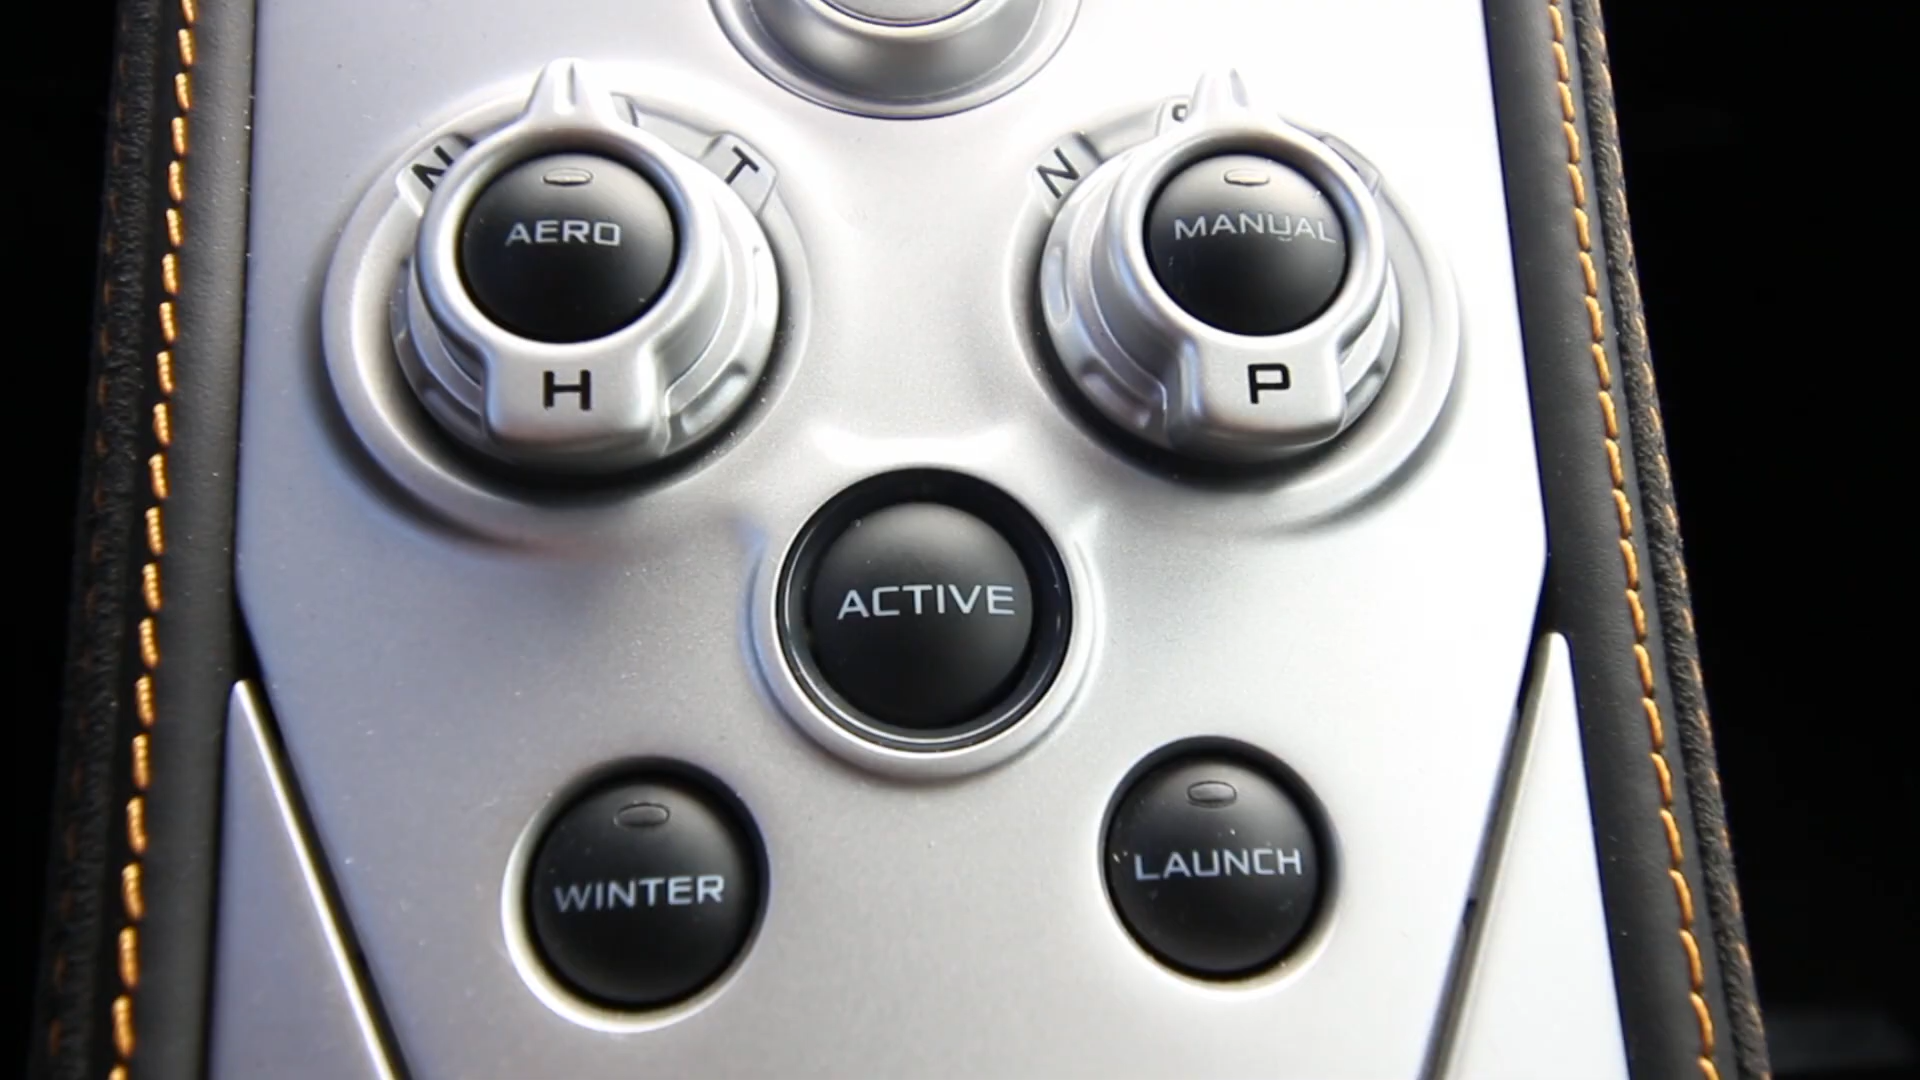 N
T
AERO
H
N
MANUAL
P
ACTIVE
WINTER
LAUNCH